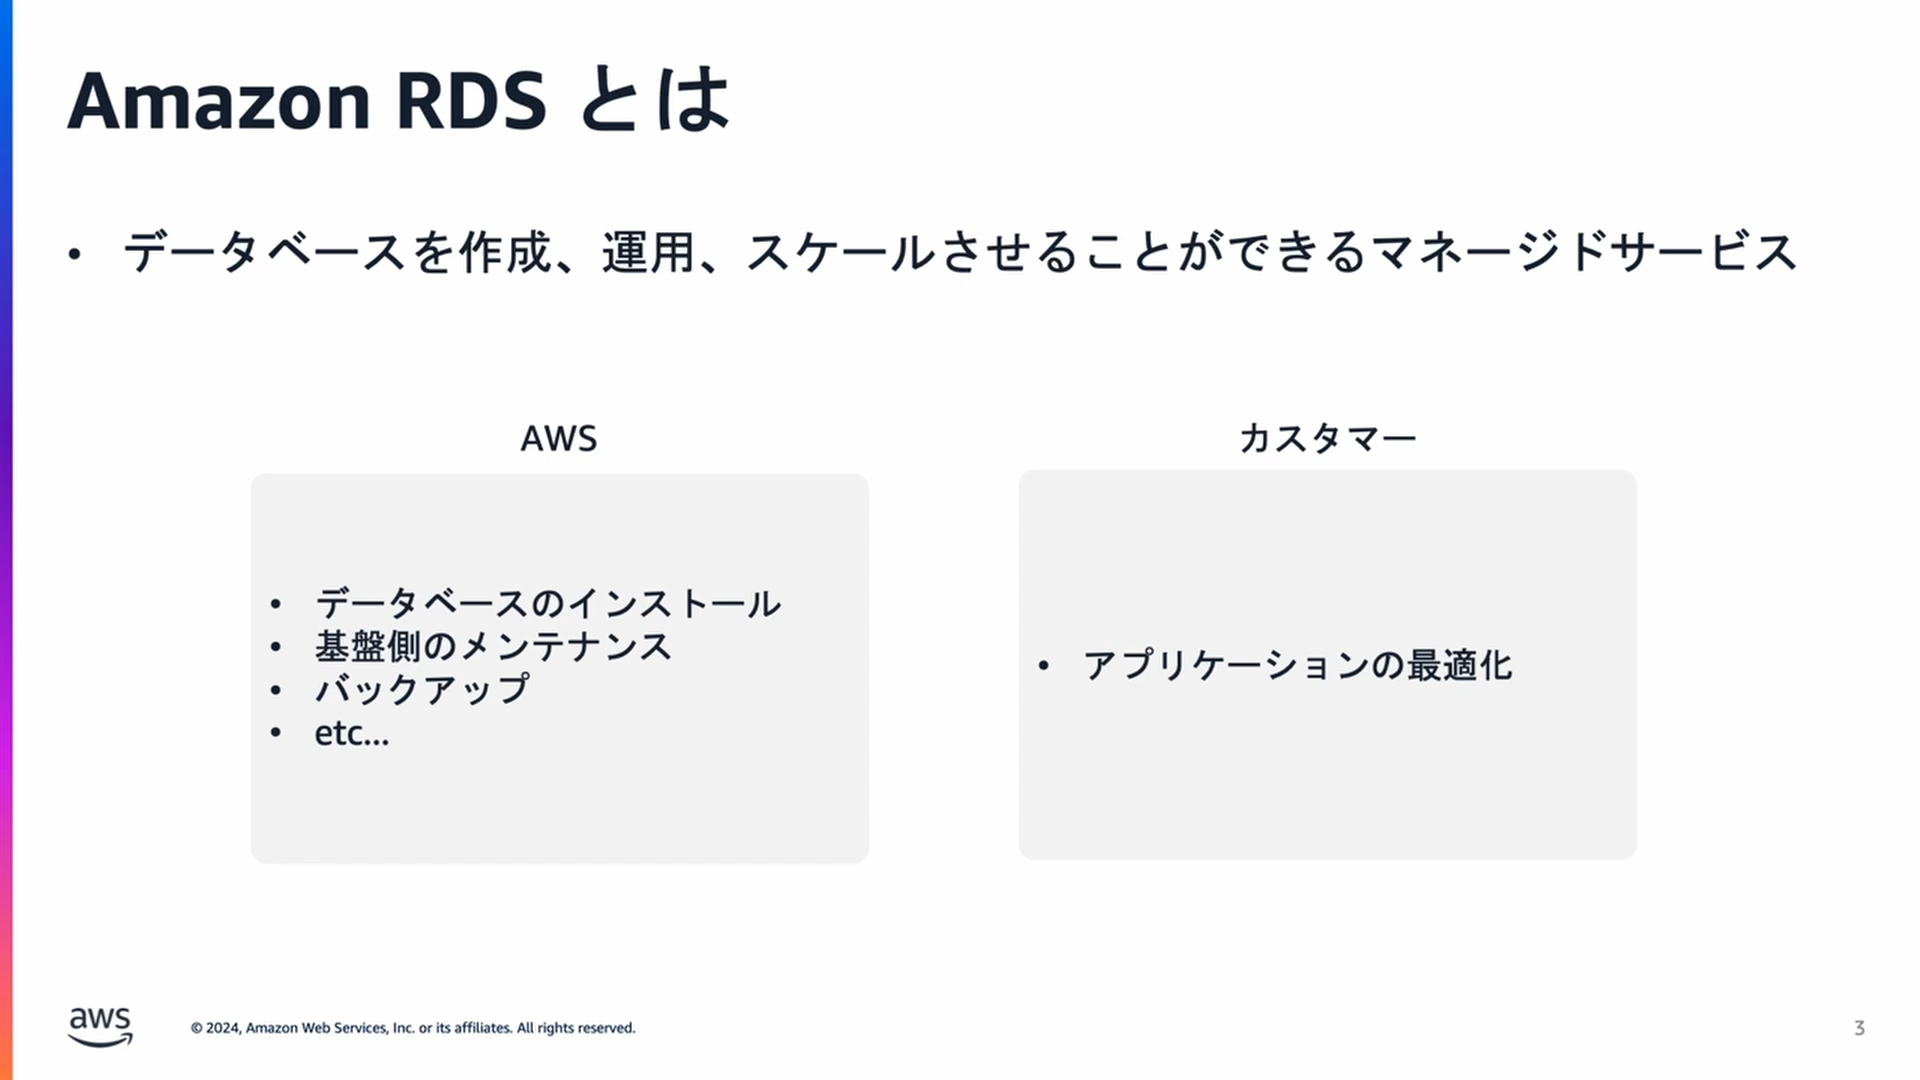 Amazon RDS とは
• データベースを作成、運用、スケールさせることができるマネージドサービス
AWS
• データベースのインストール
• 基盤側のメンテナンス
• バックアップ
• etc...
カスタマー
• アプリケーションの最適化
aws
© 2024, Amazon Web Services, Inc. or its affiliates. All rights reserved.
3